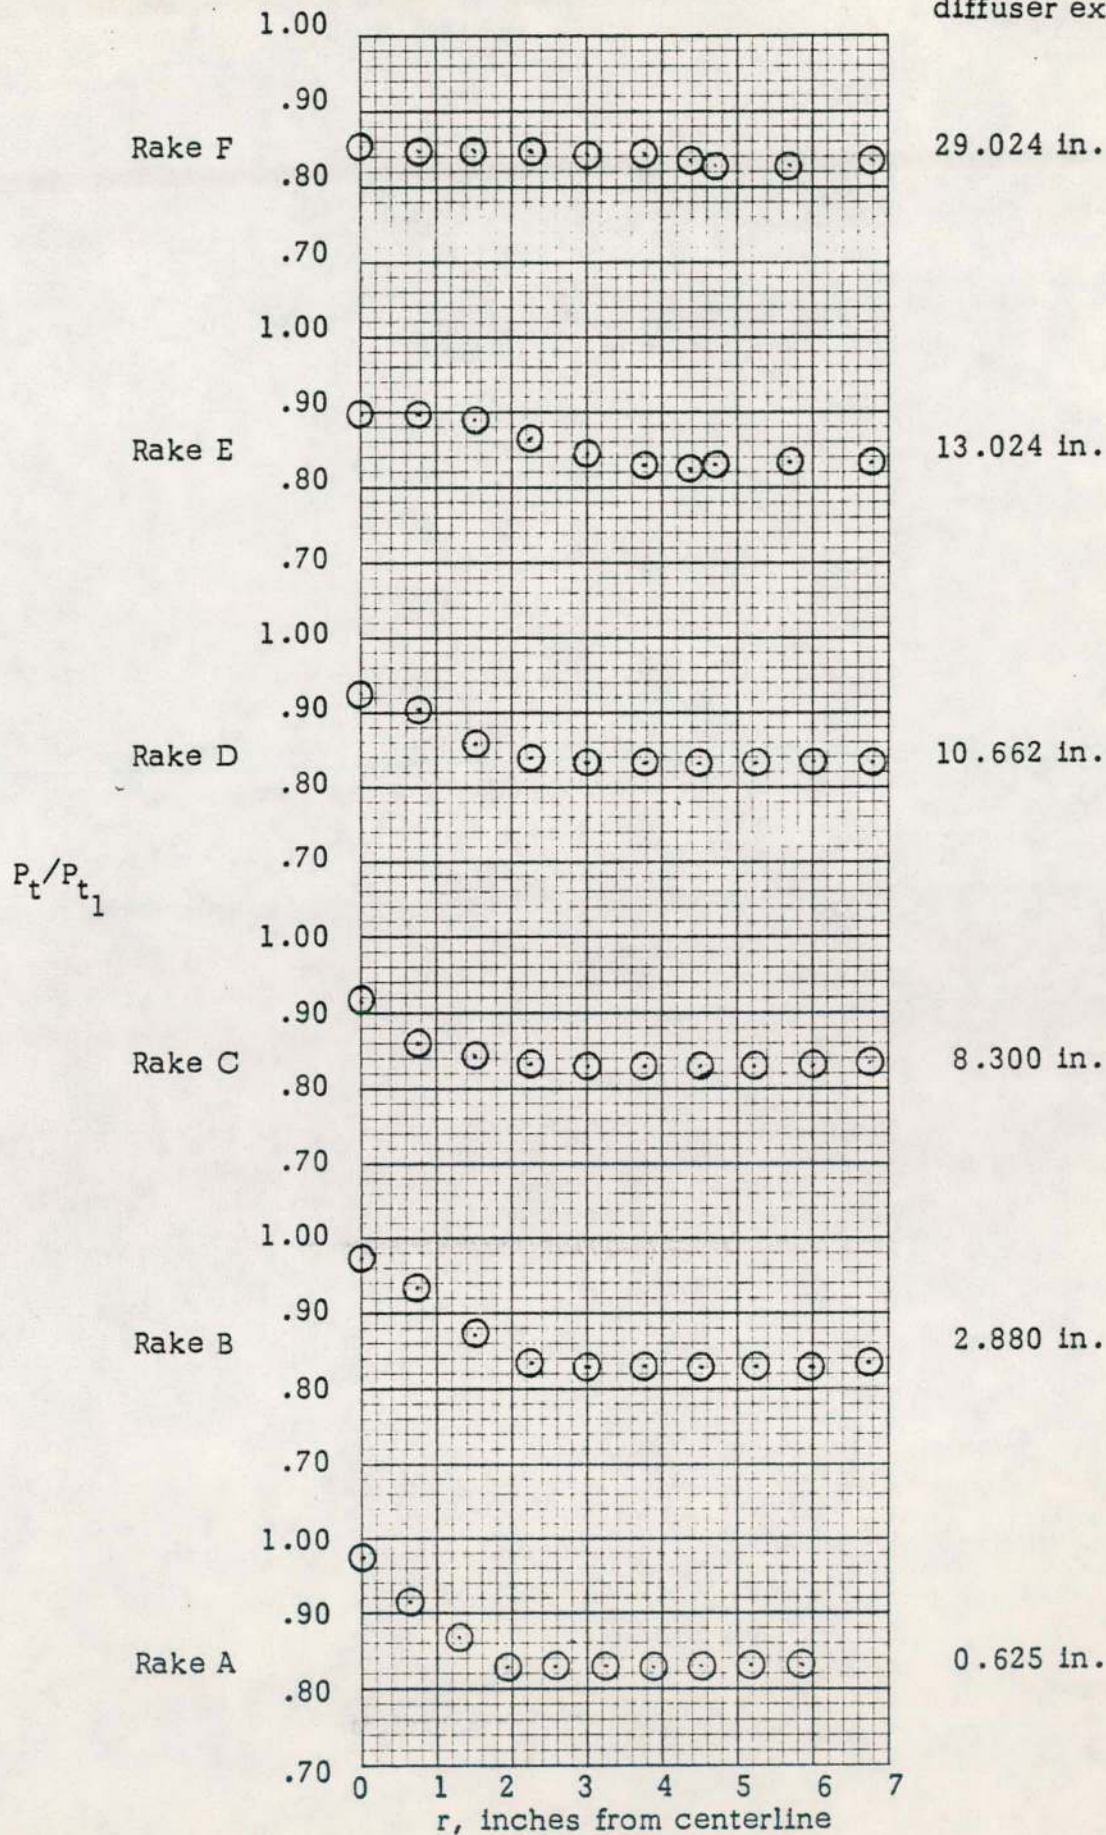 diffuser ex
1.00
.90
Rake F
29.024 in.
.80
.70
1.00
.90
Rake E
13.024 in.
.80
.70
1.00
.90
Rake D
10.662 in.
.80
.70
Pt/Pt1
1.00
.90
Rake C
8.300 in.
.80
.70
1.00
.90
Rake B
2.880 in.
.80
.70
1.00
.90
Rake A
0.625 in.
.80
.70
0 1 2 3 4 5 6 7
r, inches from centerline